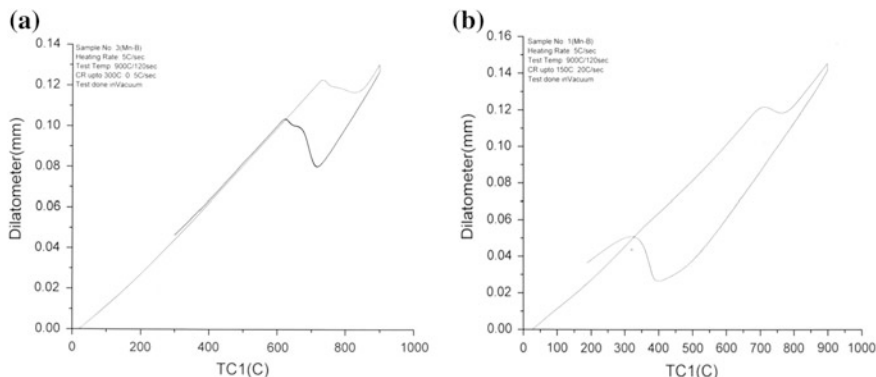 (a)
0.14
Sample No 3(Mn-B)
Heating Rate 5C/sec
Test Temp 900C/120sec
CR upto 300C 0 5C/sec
Test done inVacuum
0.12
0.10
0.08
0.06
0.04
0.02
0.00
Dilatometer(mm)
0 200 400 600 800 1000
TC1(C)
(b)
0.16
Sample No 1(Mn-B)
Heating Rate 5C/sec
Test Temp 900C/120sec
CR upto 150C 20C/sec
Test done inVacuum
0.14
0.12
0.10
0.08
0.06
0.04
0.02
0.00
Dilatometer(mm)
0 100 200 300 400 500 600 700 800 900 1000
TC1(C)